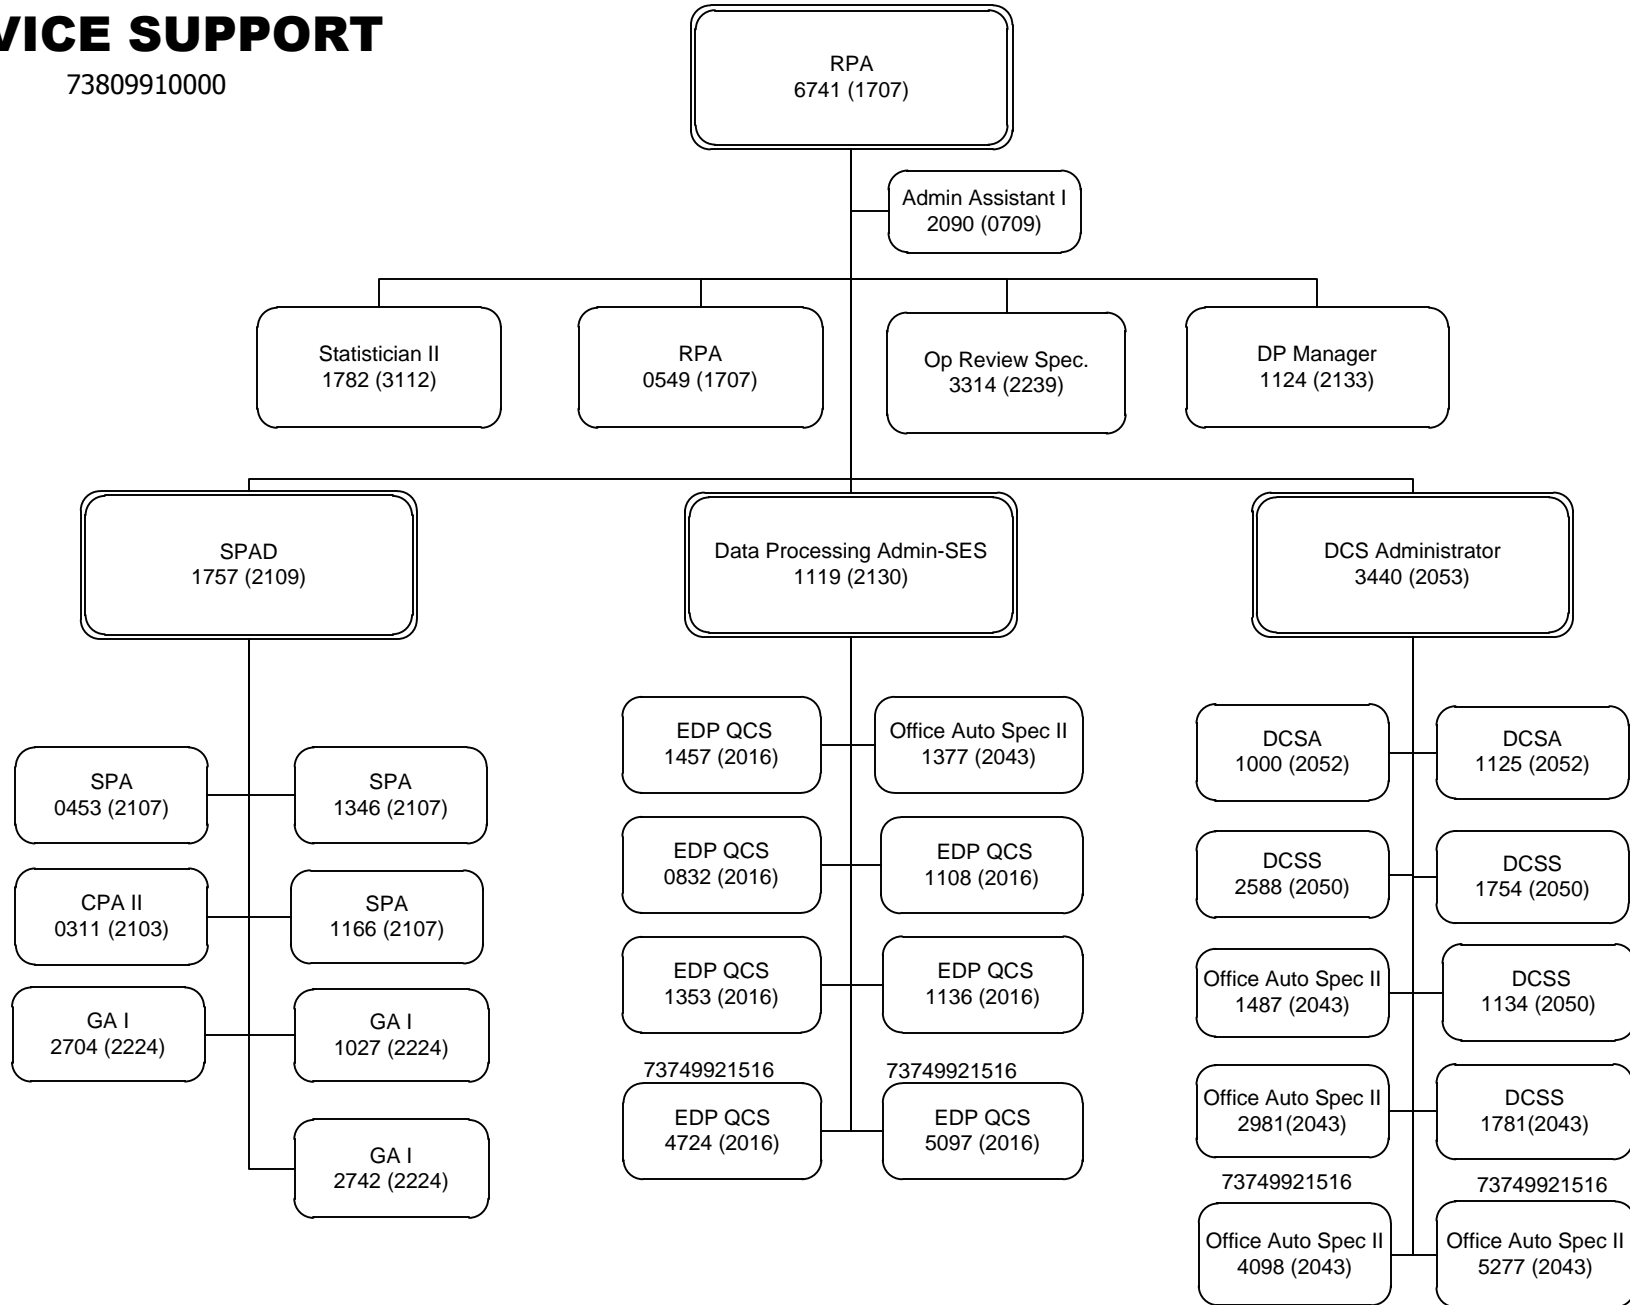 VICE SUPPORT
73809910000
RPA
6741 (1707)
Admin Assistant I
2090 (0709)
Statistician II
1782 (3112)
RPA
0549 (1707)
Op Review Spec.
3314 (2239)
DP Manager
1124 (2133)
SPAD
1757 (2109)
Data Processing Admin-SES
1119 (2130)
DCS Administrator
3440 (2053)
SPA
0453 (2107)
SPA
1346 (2107)
CPA II
0311 (2103)
SPA
1166 (2107)
GA I
2704 (2224)
GA I
1027 (2224)
GA I
2742 (2224)
EDP QCS
1457 (2016)
Office Auto Spec II
1377 (2043)
EDP QCS
0832 (2016)
EDP QCS
1108 (2016)
EDP QCS
1353 (2016)
EDP QCS
1136 (2016)
73749921516
73749921516
EDP QCS
4724 (2016)
EDP QCS
5097 (2016)
DCSA
1000 (2052)
DCSA
1125 (2052)
DCSS
2588 (2050)
DCSS
1754 (2050)
Office Auto Spec II
1487 (2043)
DCSS
1134 (2050)
Office Auto Spec II
2981(2043)
DCSS
1781(2043)
73749921516
73749921516
Office Auto Spec II
4098 (2043)
Office Auto Spec II
5277 (2043)